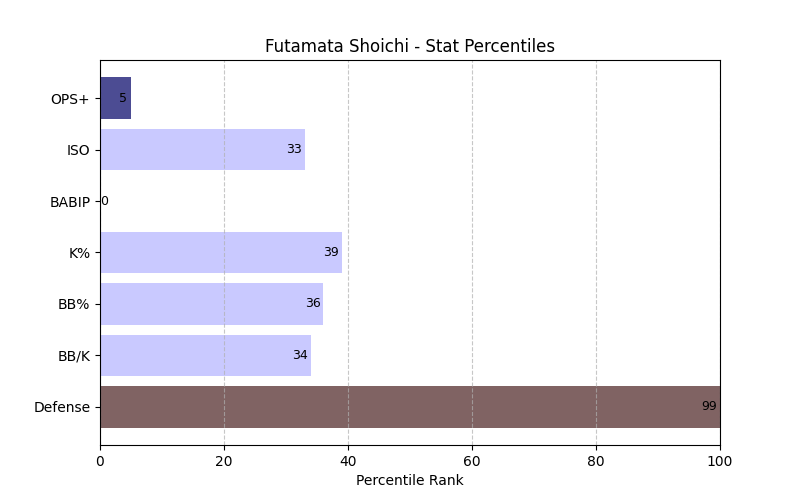 Futamata Shoichi - Stat Percentiles
OPS+ 5
ISO 33
BABIP 0
K% 39
BB% 36
BB/K 34
Defense 99
0 20 40 60 80 100
Percentile Rank